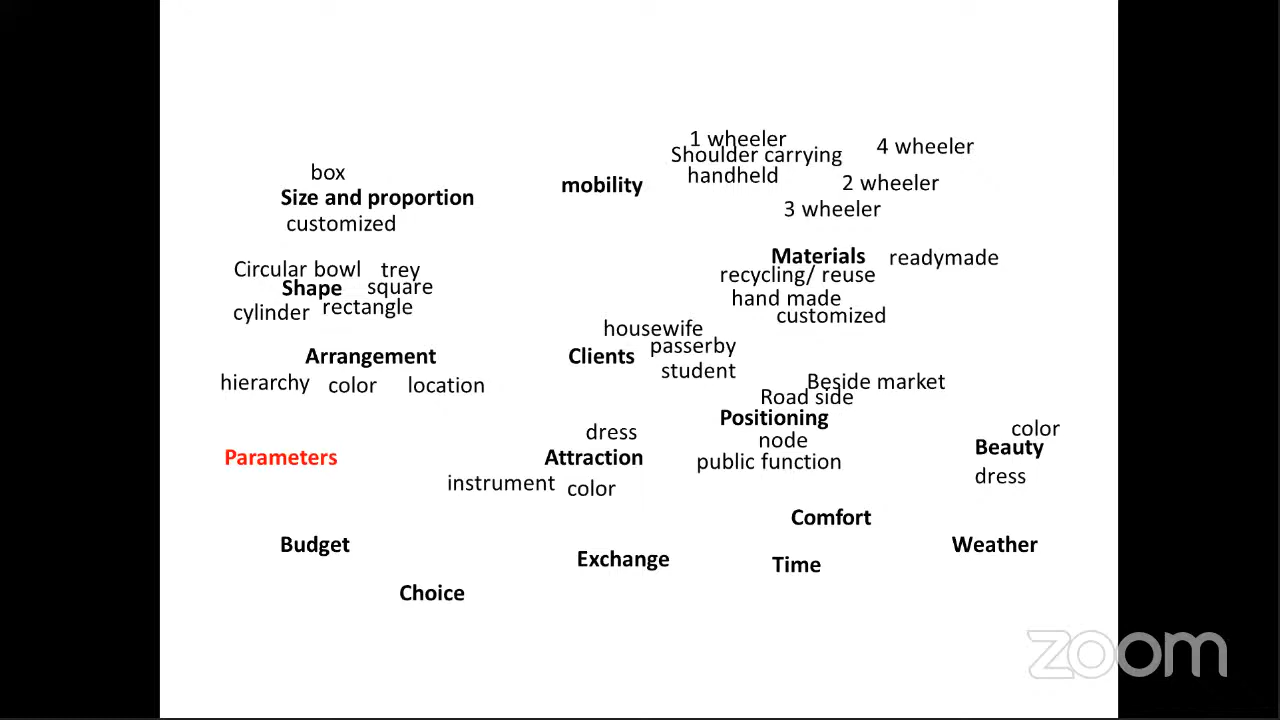 1 wheeler
Shoulder carrying
4 wheeler
handheld
2 wheeler
3 wheeler
mobility
box
Size and proportion
customized
Materials
readymade
recycling/ reuse
hand made
customized
Circular bowl
trey
Shape
square
cylinder
rectangle
housewife
Clients
passerby
student
Arrangement
hierarchy
color
location
Beside market
Road side
Positioning
node
public function
color
Beauty
dress
dress
Attraction
instrument
color
Parameters
Comfort
Budget
Exchange
Time
Weather
Choice
zoom